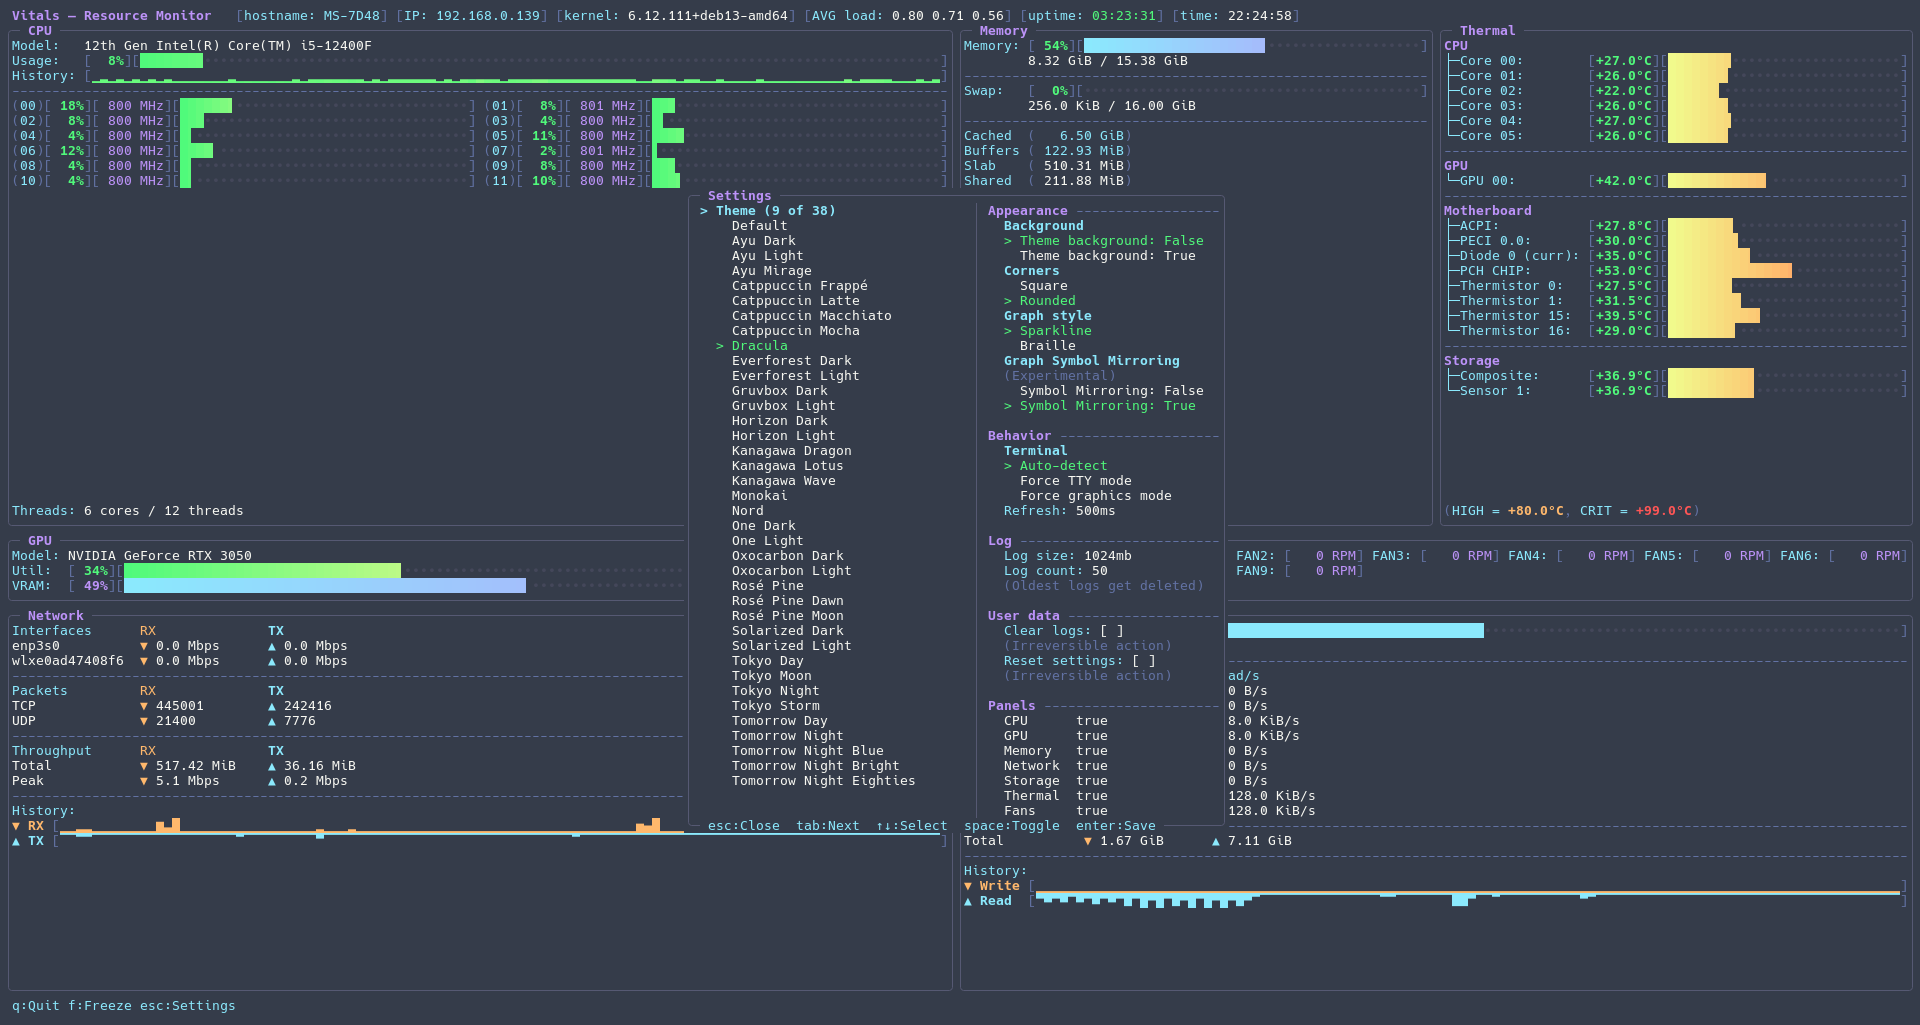 Vitals — Resource Monitor [hostname: MS-7D48] [IP: 192.168.0.139] [kernel: 6.12.111+deb13-amd64] [AVG load: 0.80 0.71 0.56] [uptime: 03:23:31] [time: 22:24:58]
CPU
Model: 12th Gen Intel(R) Core(TM) i5-12400F
Usage: [ 8%][ ]
History: [ ]
(00)[ 18%][ 800 MHz][ ] (01)[ 8%][ 801 MHz][ ]
(02)[ 8%][ 800 MHz][ ] (03)[ 4%][ 800 MHz][ ]
(04)[ 4%][ 800 MHz][ ] (05)[ 11%][ 800 MHz][ ]
(06)[ 12%][ 800 MHz][ ] (07)[ 2%][ 801 MHz][ ]
(08)[ 4%][ 800 MHz][ ] (09)[ 8%][ 800 MHz][ ]
(10)[ 4%][ 800 MHz][ ] (11)[ 10%][ 800 MHz][ ]
Threads: 6 cores / 12 threads
Memory
Memory: [ 54%][ ]
8.32 GiB / 15.38 GiB
Swap: [ 0%][ ]
256.0 KiB / 16.00 GiB
Cached ( 6.50 GiB)
Buffers ( 122.93 MiB)
Slab ( 510.31 MiB)
Shared ( 211.88 MiB)
Thermal
CPU
Core 00: [+27.0°C][ ]
Core 01: [+26.0°C][ ]
Core 02: [+22.0°C][ ]
Core 03: [+26.0°C][ ]
Core 04: [+27.0°C][ ]
Core 05: [+26.0°C][ ]
GPU
GPU 00: [+42.0°C][ ]
Motherboard
ACPI: [+27.8°C][ ]
PECI 0.0: [+30.0°C][ ]
Diode 0 (curr): [+35.0°C][ ]
PCH CHIP: [+53.0°C][ ]
Thermistor 0: [+27.5°C][ ]
Thermistor 1: [+31.5°C][ ]
Thermistor 15: [+39.5°C][ ]
Thermistor 16: [+29.0°C][ ]
Storage
Composite: [+36.9°C][ ]
Sensor 1: [+36.9°C][ ]
(HIGH = +80.0°C, CRIT = +99.0°C)
Settings
> Theme (9 of 38)
Default
Ayu Dark
Ayu Light
Ayu Mirage
Catppuccin Frappé
Catppuccin Latte
Catppuccin Macchiato
Catppuccin Mocha
> Dracula
Everforest Dark
Everforest Light
Gruvbox Dark
Gruvbox Light
Horizon Dark
Horizon Light
Kanagawa Dragon
Kanagawa Lotus
Kanagawa Wave
Monokai
Nord
One Dark
One Light
Oxocarbon Dark
Oxocarbon Light
Rosé Pine
Rosé Pine Dawn
Rosé Pine Moon
Solarized Dark
Solarized Light
Tokyo Day
Tokyo Moon
Tokyo Night
Tokyo Storm
Tomorrow Day
Tomorrow Night
Tomorrow Night Blue
Tomorrow Night Bright
Tomorrow Night Eighties
Appearance
Background
> Theme background: False
Theme background: True
Corners
Square
> Rounded
Graph style
> Sparkline
Braille
Graph Symbol Mirroring
(Experimental)
Symbol Mirroring: False
> Symbol Mirroring: True
Behavior
Terminal
> Auto-detect
Force TTY mode
Force graphics mode
Refresh: 500ms
Log
Log size: 1024mb
Log count: 50
(Oldest logs get deleted)
User data
Clear logs: [ ]
(Irreversible action)
Reset settings: [ ]
(Irreversible action)
Panels
CPU true
GPU true
Memory true
Network true
Storage true
Thermal true
Fans true
esc:Close tab:Next ↑↓:Select space:Toggle enter:Save
GPU
Model: NVIDIA GeForce RTX 3050
Util: [ 34%][
VRAM: [ 49%][
FAN2: [ 0 RPM] FAN3: [ 0 RPM] FAN4: [ 0 RPM] FAN5: [ 0 RPM] FAN6: [ 0 RPM]
FAN9: [ 0 RPM]
Network
Interfaces RX TX
enp3s0 ▼ 0.0 Mbps ▲ 0.0 Mbps
wlxe0ad47408f6 ▼ 0.0 Mbps ▲ 0.0 Mbps
Packets RX TX
TCP ▼ 445001 ▲ 242416
UDP ▼ 21400 ▲ 7776
Throughput RX TX
Total ▼ 517.42 MiB ▲ 36.16 MiB
Peak ▼ 5.1 Mbps ▲ 0.2 Mbps
History:
▼ RX [
▲ TX [ ]
]
ad/s
0 B/s
0 B/s
8.0 KiB/s
8.0 KiB/s
0 B/s
0 B/s
0 B/s
128.0 KiB/s
128.0 KiB/s
Total ▼ 1.67 GiB ▲ 7.11 GiB
History:
▼ Write [ ]
▲ Read [ ]
q:Quit f:Freeze esc:Settings